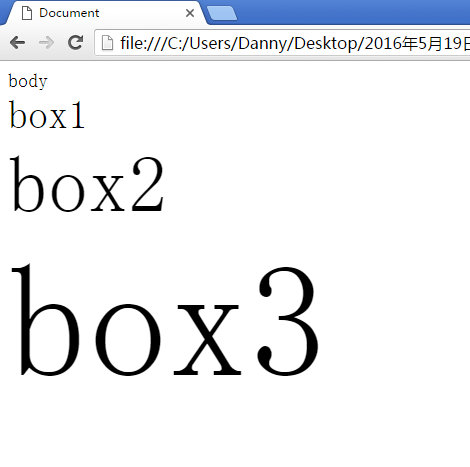 Document
file:///C:/Users/Danny/Desktop/2016年5月19日
body
box1
box2
box3